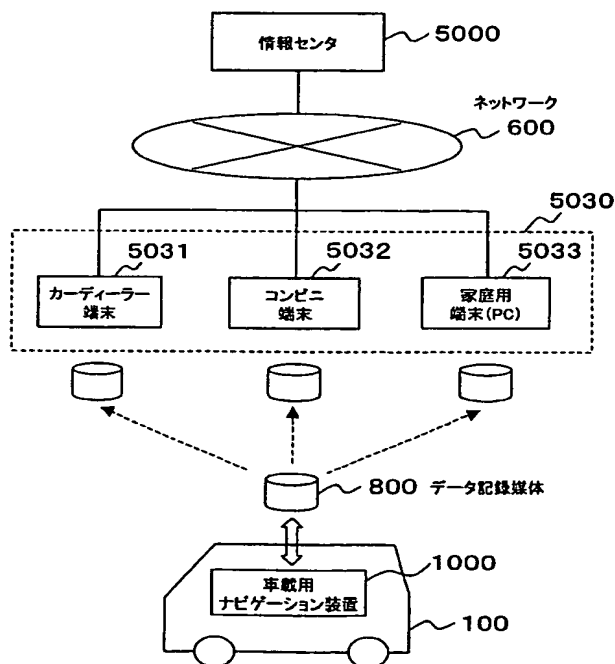 情報センタ
5000
ネットワーク
600
5030
5031
5032
5033
カーディーラー
端末
コンビニ
端末
家庭用
端末(PC)
800 データ記録媒体
1000
車載用
ナビゲーション装置
100